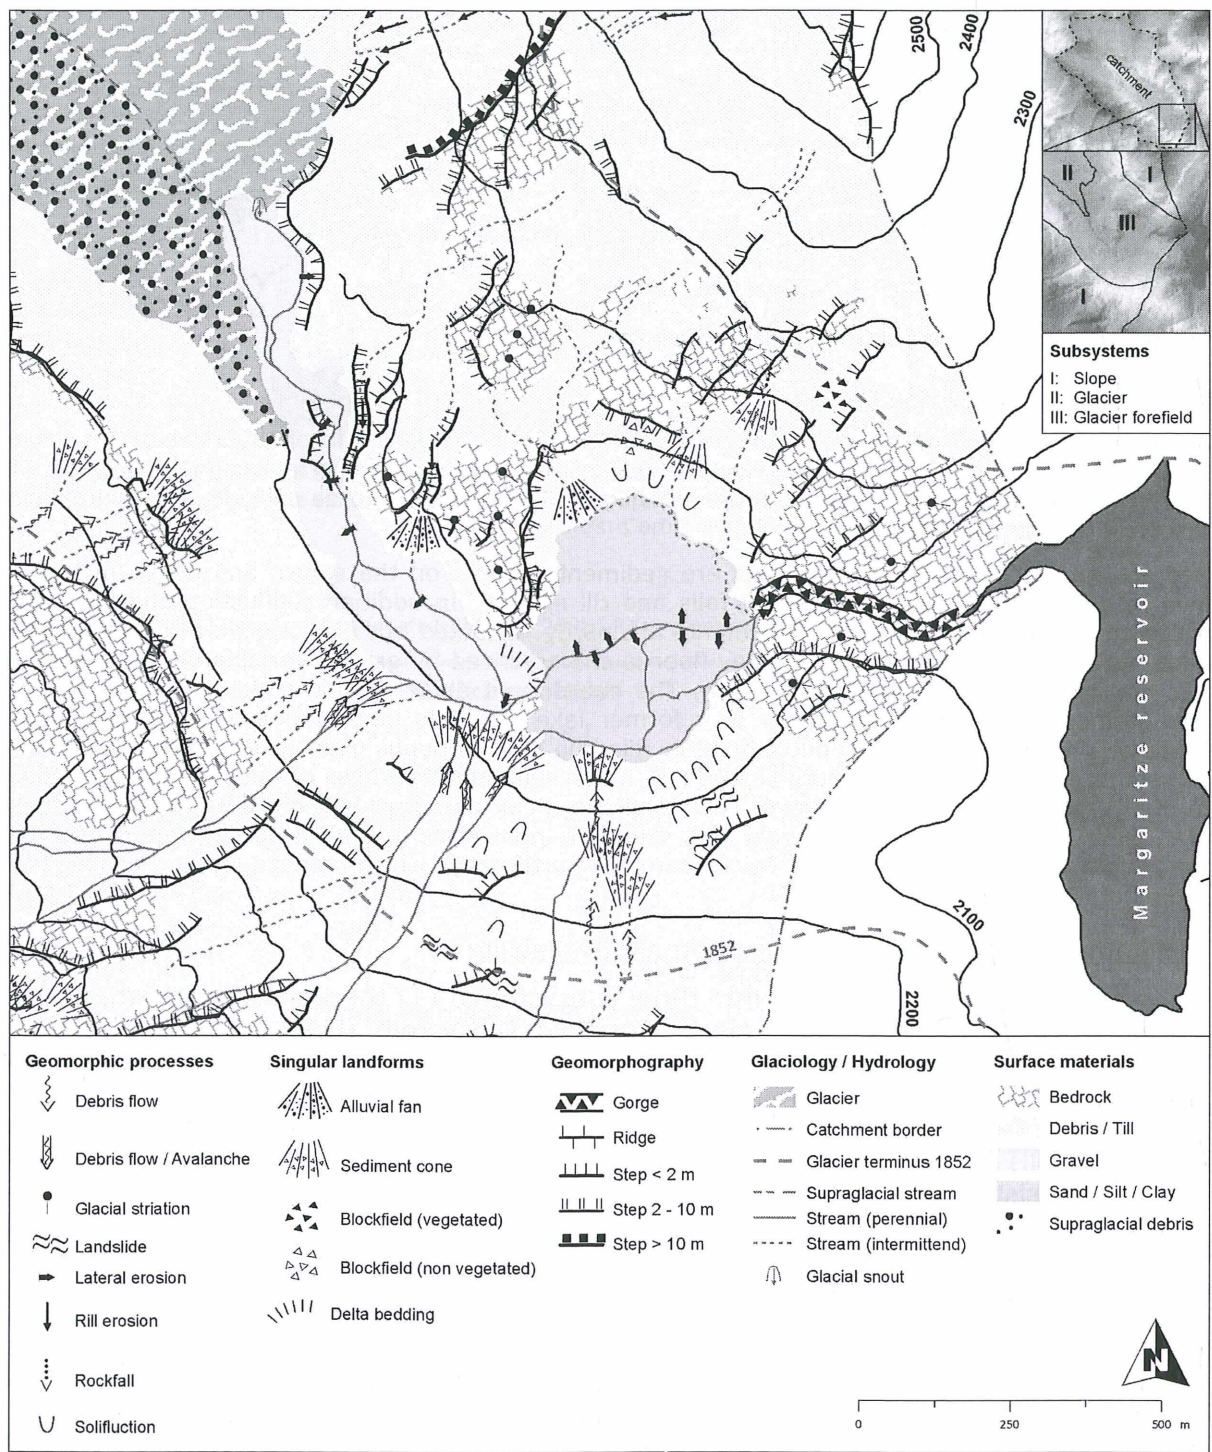 2500
2400
2300
catchment
II
I
III
I
Subsystems
I: Slope
II: Glacier
III: Glacier forefield
Margaritze reservoir
1852
2100
2200
Geomorphic processes
Debris flow
Debris flow / Avalanche
Glacial striation
Landslide
Lateral erosion
Rill erosion
Rockfall
Solifluction
Singular landforms
Alluvial fan
Sediment cone
Blockfield (vegetated)
Blockfield (non vegetated)
Delta bedding
Geomorphography
Gorge
Ridge
Step < 2 m
Step 2 - 10 m
Step > 10 m
Glaciology / Hydrology
Glacier
Catchment border
Glacier terminus 1852
Supraglacial stream
Stream (perennial)
Stream (intermittend)
Glacial snout
Surface materials
Bedrock
Debris / Till
Gravel
Sand / Silt / Clay
Supraglacial debris
N
0 250 500 m